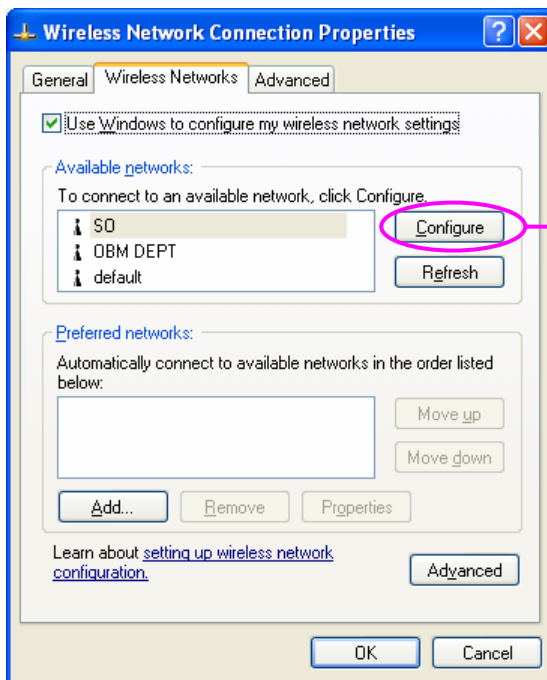 Wireless Network Connection Properties
General Wireless Networks Advanced
Use Windows to configure my wireless network settings
Available networks:
To connect to an available network, click Configure.
SO
OBM DEPT
default
Configure
Refresh
Preferred networks:
Automatically connect to available networks in the order listed
below:
Move up
Move down
Add... Remove Properties
Learn about setting up wireless network
configuration.
Advanced
OK Cancel